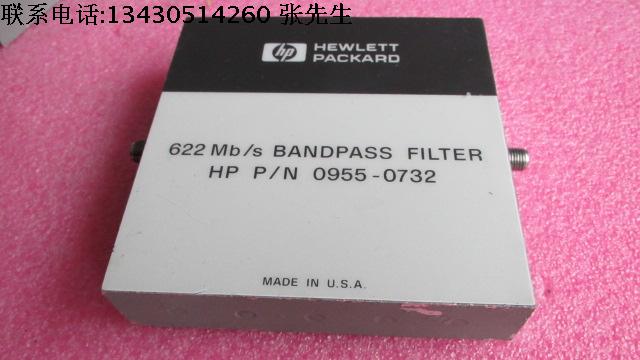 联系电话:13430514260 张先生
hp HEWLETT
PACKARD
622 Mb/s BANDPASS FILTER
HP P/N 0955-0732
MADE IN U.S.A.